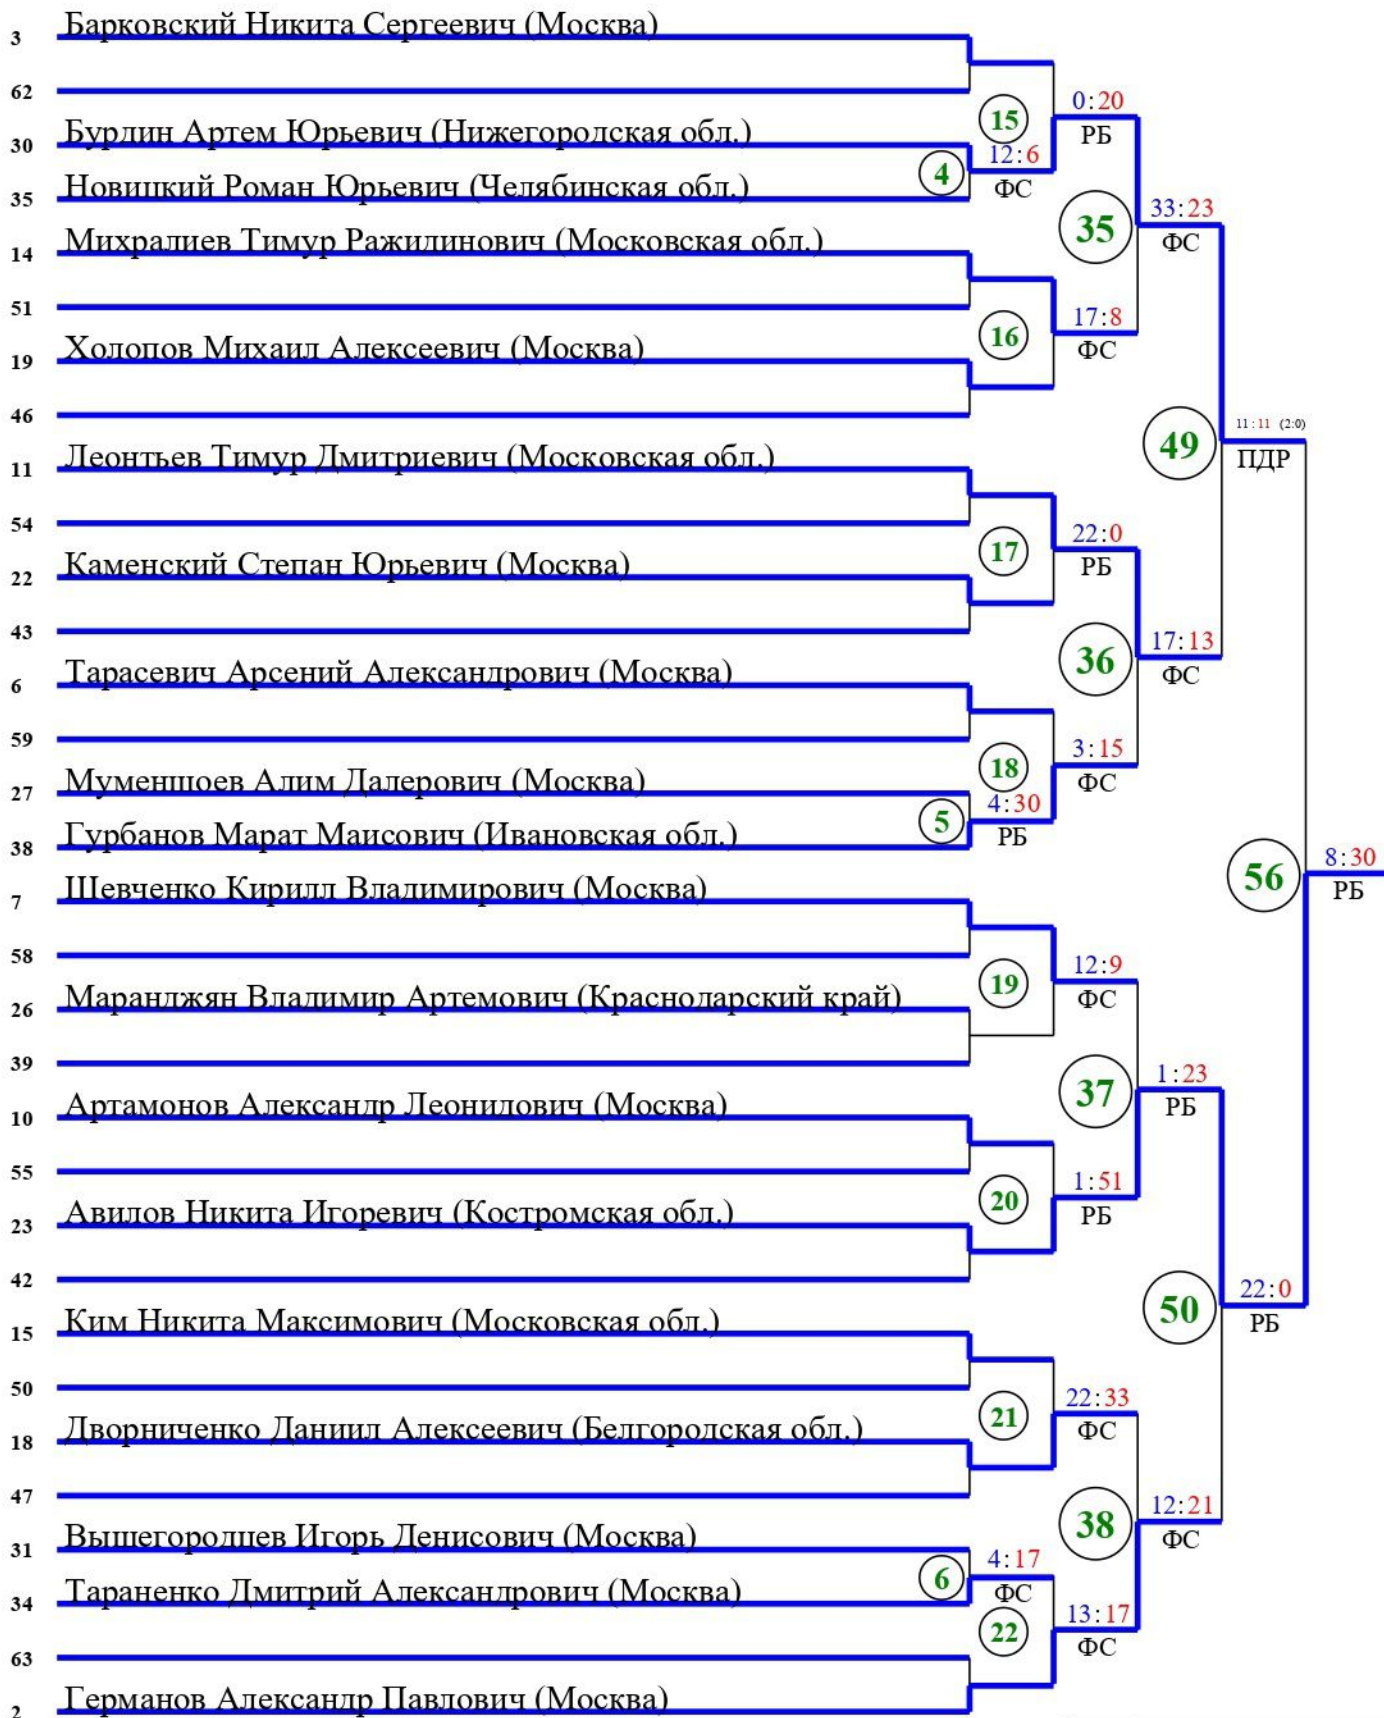 3 Барковский Никита Сергеевич (Москва)
62
0:20
15
РБ
30 Бурдин Артем Юрьевич (Нижегородская обл.)
12:6
4
ФС
35 Новицкий Роман Юрьевич (Челябинская обл.)
33:23
35
ФС
14 Михралиев Тимур Ражидинович (Московская обл.)
51
17:8
16
ФС
19 Холопов Михаил Алексеевич (Москва)
46
11:11 (2:0)
49
ПДР
11 Леонтьев Тимур Дмитриевич (Московская обл.)
54
22:0
17
РБ
22 Каменский Степан Юрьевич (Москва)
43
17:13
36
ФС
6 Тарасевич Арсений Александрович (Москва)
59
3:15
18
ФС
27 Муменшоев Алим Далерович (Москва)
4:30
5
РБ
38 Гурбанов Марат Маисович (Ивановская обл.)
8:30
56
РБ
7 Шевченко Кирилл Владимирович (Москва)
58
12:9
19
ФС
26 Маранджян Владимир Артемович (Краснодарский край)
39
1:23
37
РБ
10 Артамонов Александр Леонидович (Москва)
55
1:51
20
РБ
23 Авилов Никита Игоревич (Костромская обл.)
42
22:0
50
РБ
15 Ким Никита Максимович (Московская обл.)
50
22:33
21
ФС
18 Дворниченко Даниил Алексеевич (Белгородская обл.)
47
12:21
38
ФС
31 Вышегородцев Игорь Денисович (Москва)
4:17
6
ФС
34 Тараненко Дмитрий Александрович (Москва)
13:17
22
ФС
63
2 Германов Александр Павлович (Москва)